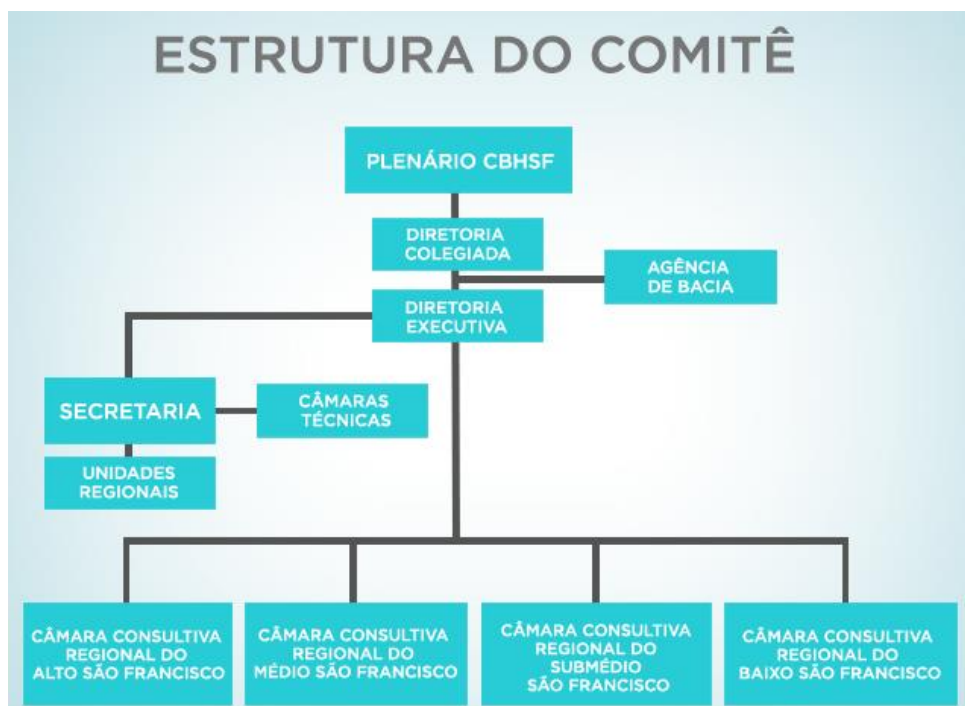 ESTRUTURA DO COMITÊ
PLENÁRIO CBHSF
DIRETORIA
COLEGIADA
AGÊNCIA
DE BACIA
DIRETORIA
EXECUTIVA
SECRETARIA
CÂMARAS
TÉCNICAS
UNIDADES
REGIONAIS
CÂMARA CONSULTIVA
REGIONAL DO
ALTO SÃO FRANCISCO
CÂMARA CONSULTIVA
REGIONAL DO
MÉDIO SÃO FRANCISCO
CÂMARA CONSULTIVA
REGIONAL DO
SUBMÉDIO
SÃO FRANCISCO
CÂMARA CONSULTIVA
REGIONAL DO
BAIXO SÃO FRANCISCO